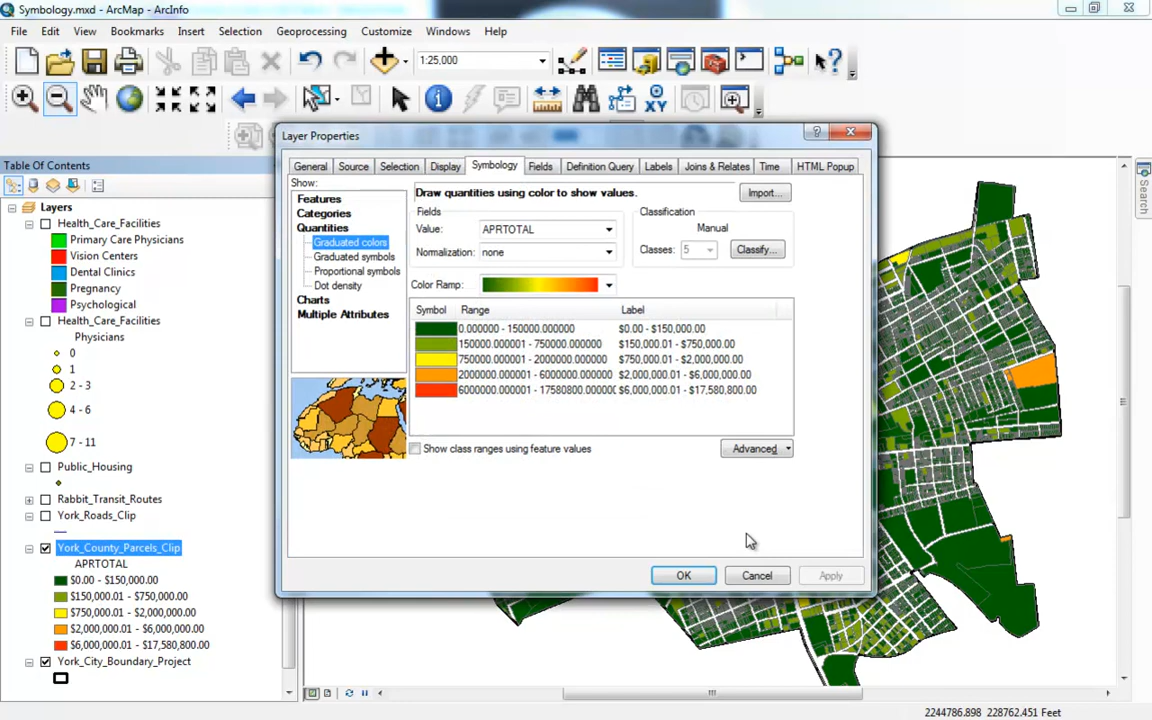 Symbology.mxd - ArcMap - ArcInfo
File Edit View Bookmarks Insert Selection Geoprocessing Customize Windows Help
1:25,000
Table Of Contents
Layers
Health_Care_Facilities
Primary Care Physicians
Vision Centers
Dental Clinics
Pregnancy
Psychological
Health_Care_Facilities
Physicians
0
1
2 - 3
4 - 6
7 - 11
Public_Housing
Rabbit_Transit_Routes
York_Roads_Clip
York_County_Parcels_Clip
APRTOTAL
$0.00 - $150,000.00
$150,000.01 - $750,000.00
$750,000.01 - $2,000,000.00
$2,000,000.01 - $6,000,000.00
$6,000,000.01 - $17,580,800.00
York_City_Boundary_Project
Layer Properties
General Source Selection Display Symbology Fields Definition Query Labels Joins & Relates Time HTML Popup
Show:
Features
Categories
Quantities
Graduated colors
Graduated symbols
Proportional symbols
Dot density
Charts
Multiple Attributes
Draw quantities using color to show values.
Import...
Fields
Value: APRTOTAL
Normalization: none
Classification
Manual
Classes: 5 Classify...
Color Ramp:
Symbol Range Label
0.000000 - 150000.000000 $0.00 - $150,000.00
150000.000001 - 750000.000000 $150,000.01 - $750,000.00
750000.000001 - 2000000.000000 $750,000.01 - $2,000,000.00
2000000.000001 - 6000000.000000 $2,000,000.01 - $6,000,000.00
6000000.000001 - 17580800.00000 $6,000,000.01 - $17,580,800.00
Show class ranges using feature values
Advanced
OK Cancel Apply
Search
2244786.898 228762.451 Feet